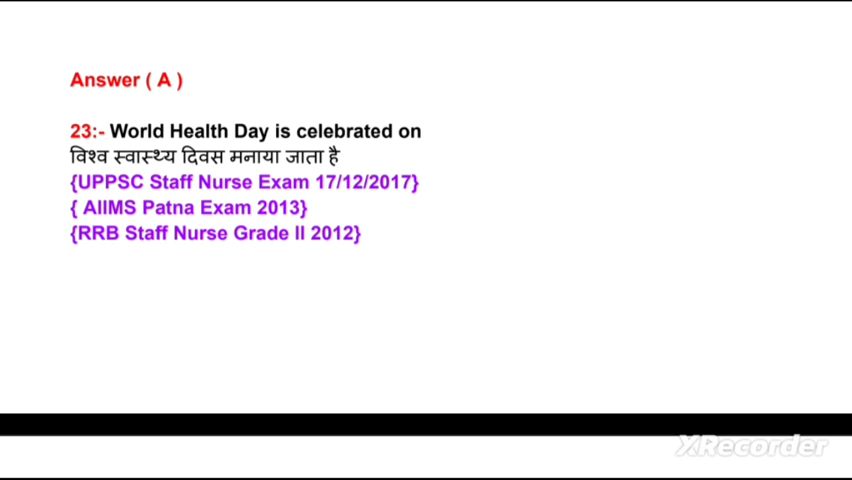 Answer ( A )
23:- World Health Day is celebrated on
विश्व स्वास्थ्य दिवस मनाया जाता है
{UPPSC Staff Nurse Exam 17/12/2017}
{ AIIMS Patna Exam 2013}
{RRB Staff Nurse Grade II 2012}
XRecorder